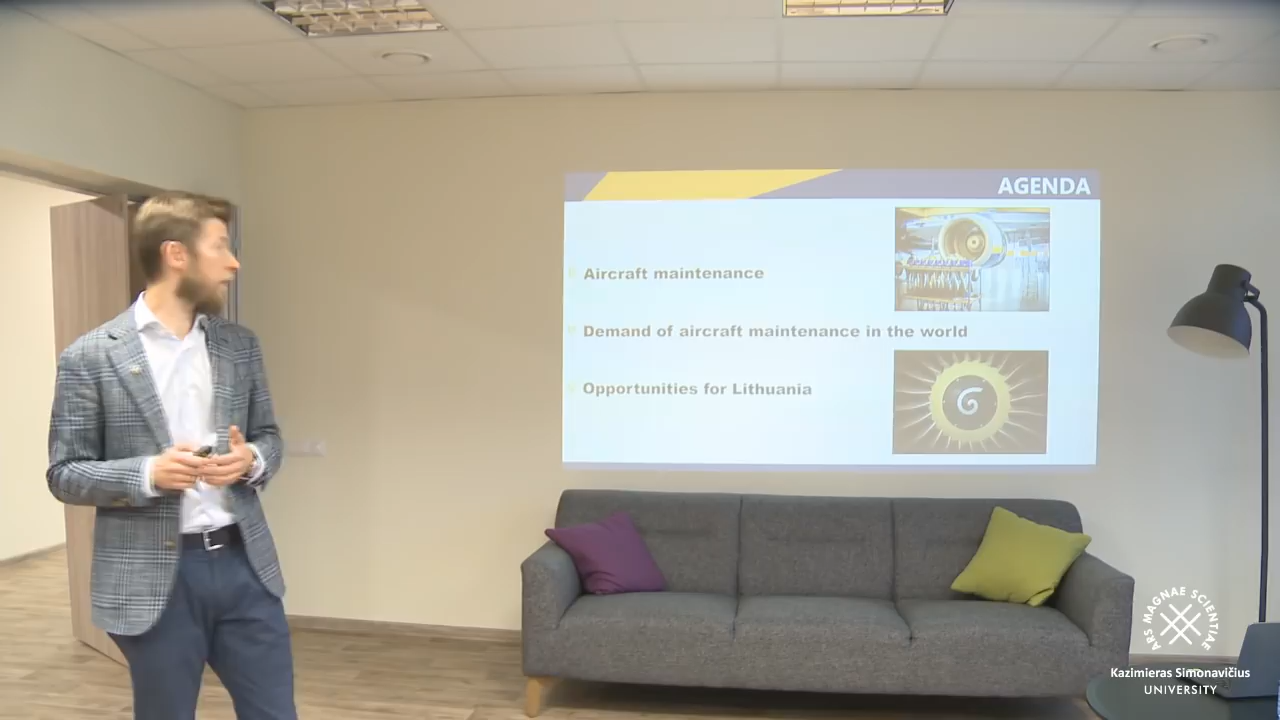 AGENDA
Aircraft maintenance
Demand of aircraft maintenance in the world
Opportunities for Lithuania
ARS MAGNAE SCIENTIAE
Kazimieras Simonavičius
UNIVERSITY